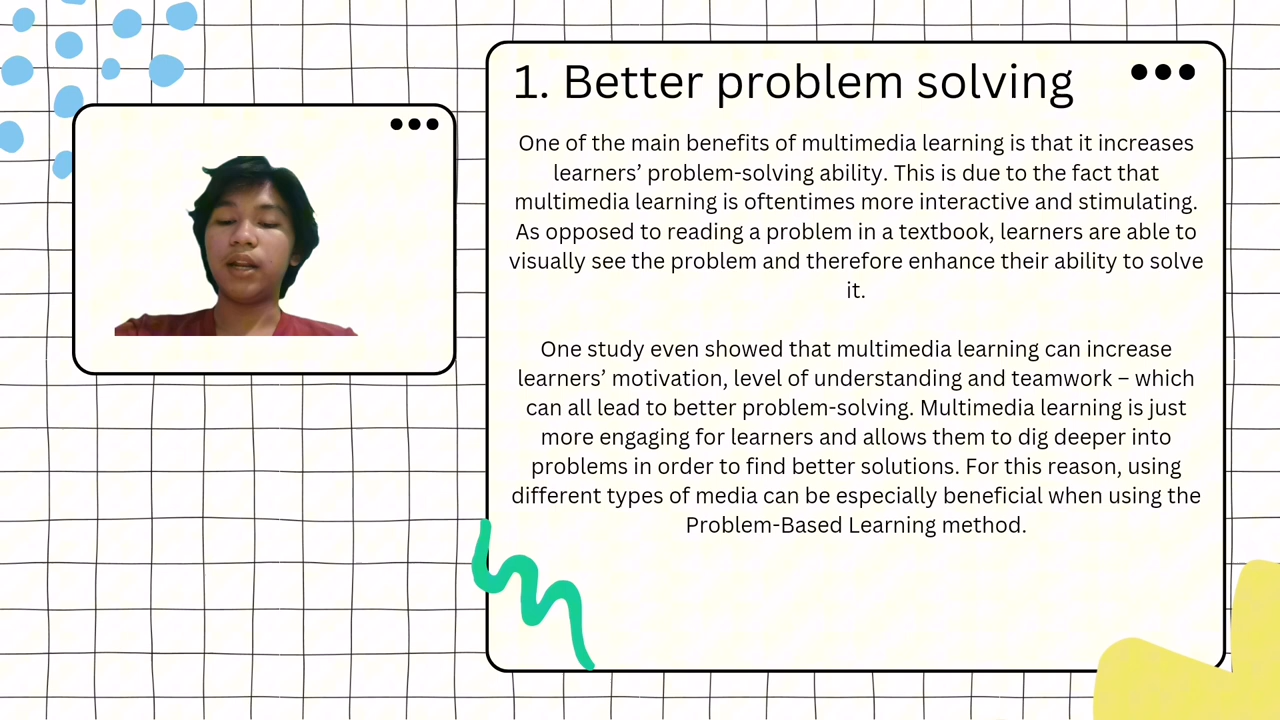 1. Better problem solving
One of the main benefits of multimedia learning is that it increases
learners’ problem-solving ability. This is due to the fact that
multimedia learning is oftentimes more interactive and stimulating.
As opposed to reading a problem in a textbook, learners are able to
visually see the problem and therefore enhance their ability to solve
it.
One study even showed that multimedia learning can increase
learners’ motivation, level of understanding and teamwork – which
can all lead to better problem-solving. Multimedia learning is just
more engaging for learners and allows them to dig deeper into
problems in order to find better solutions. For this reason, using
different types of media can be especially beneficial when using the
Problem-Based Learning method.